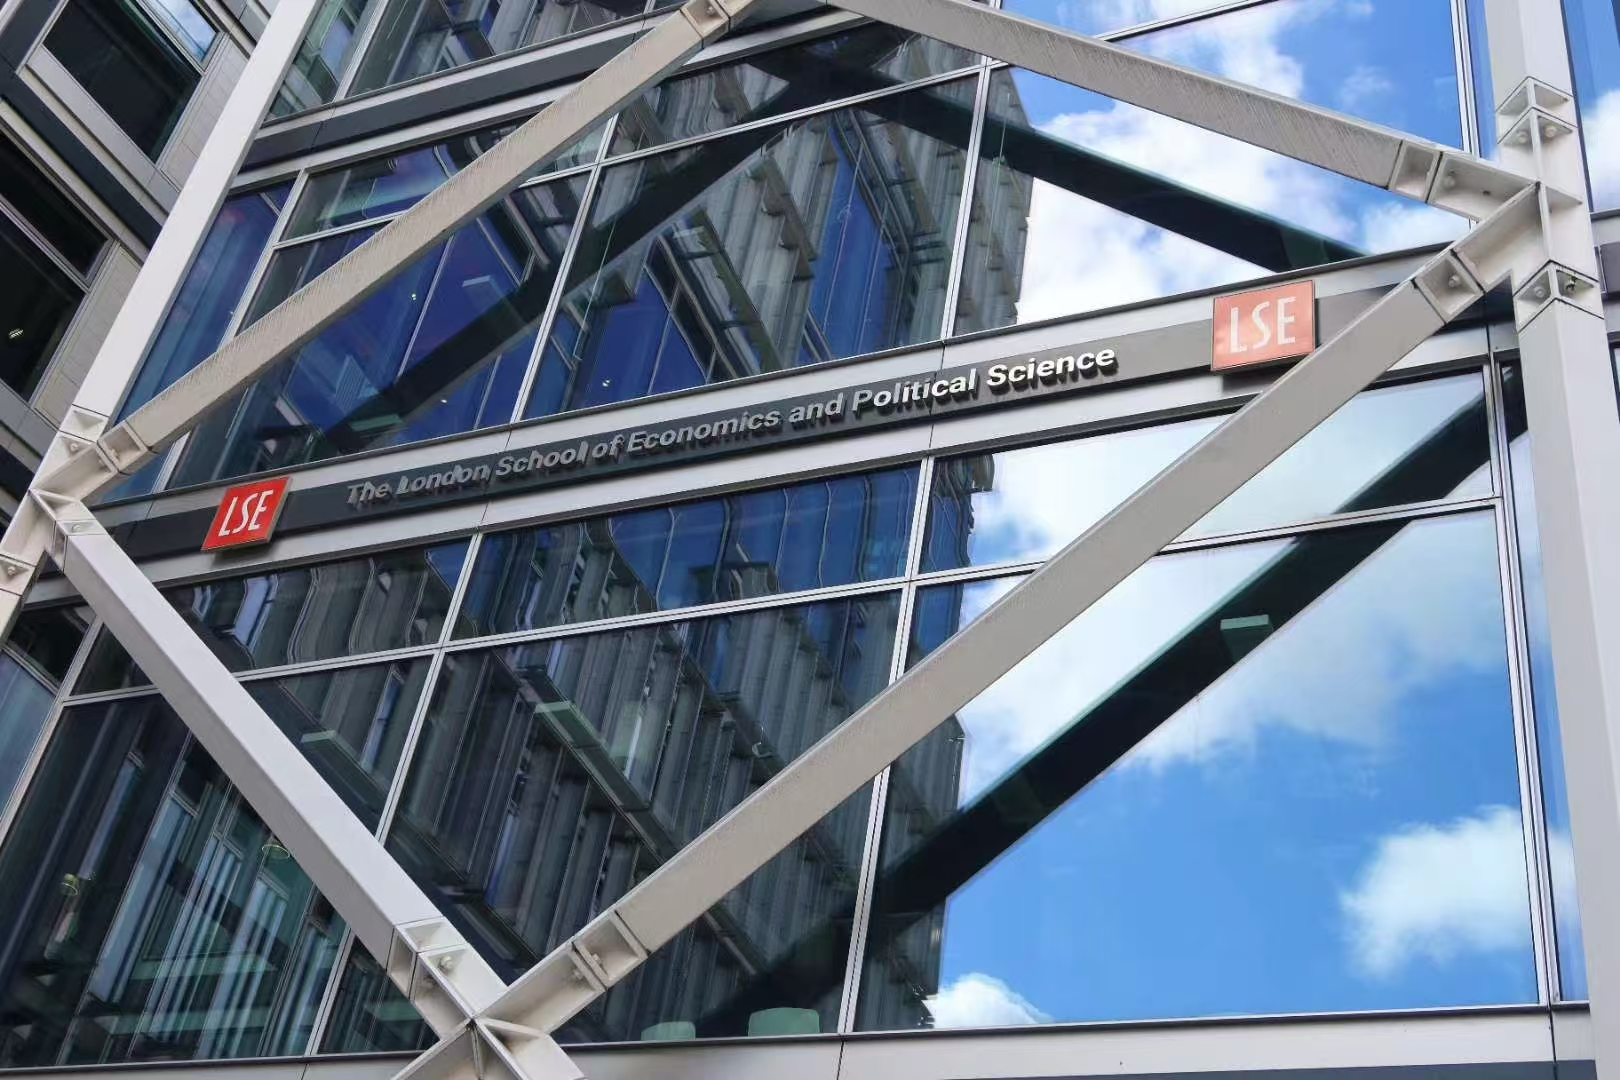 LSE
The London School of Economics and Political Science
LSE